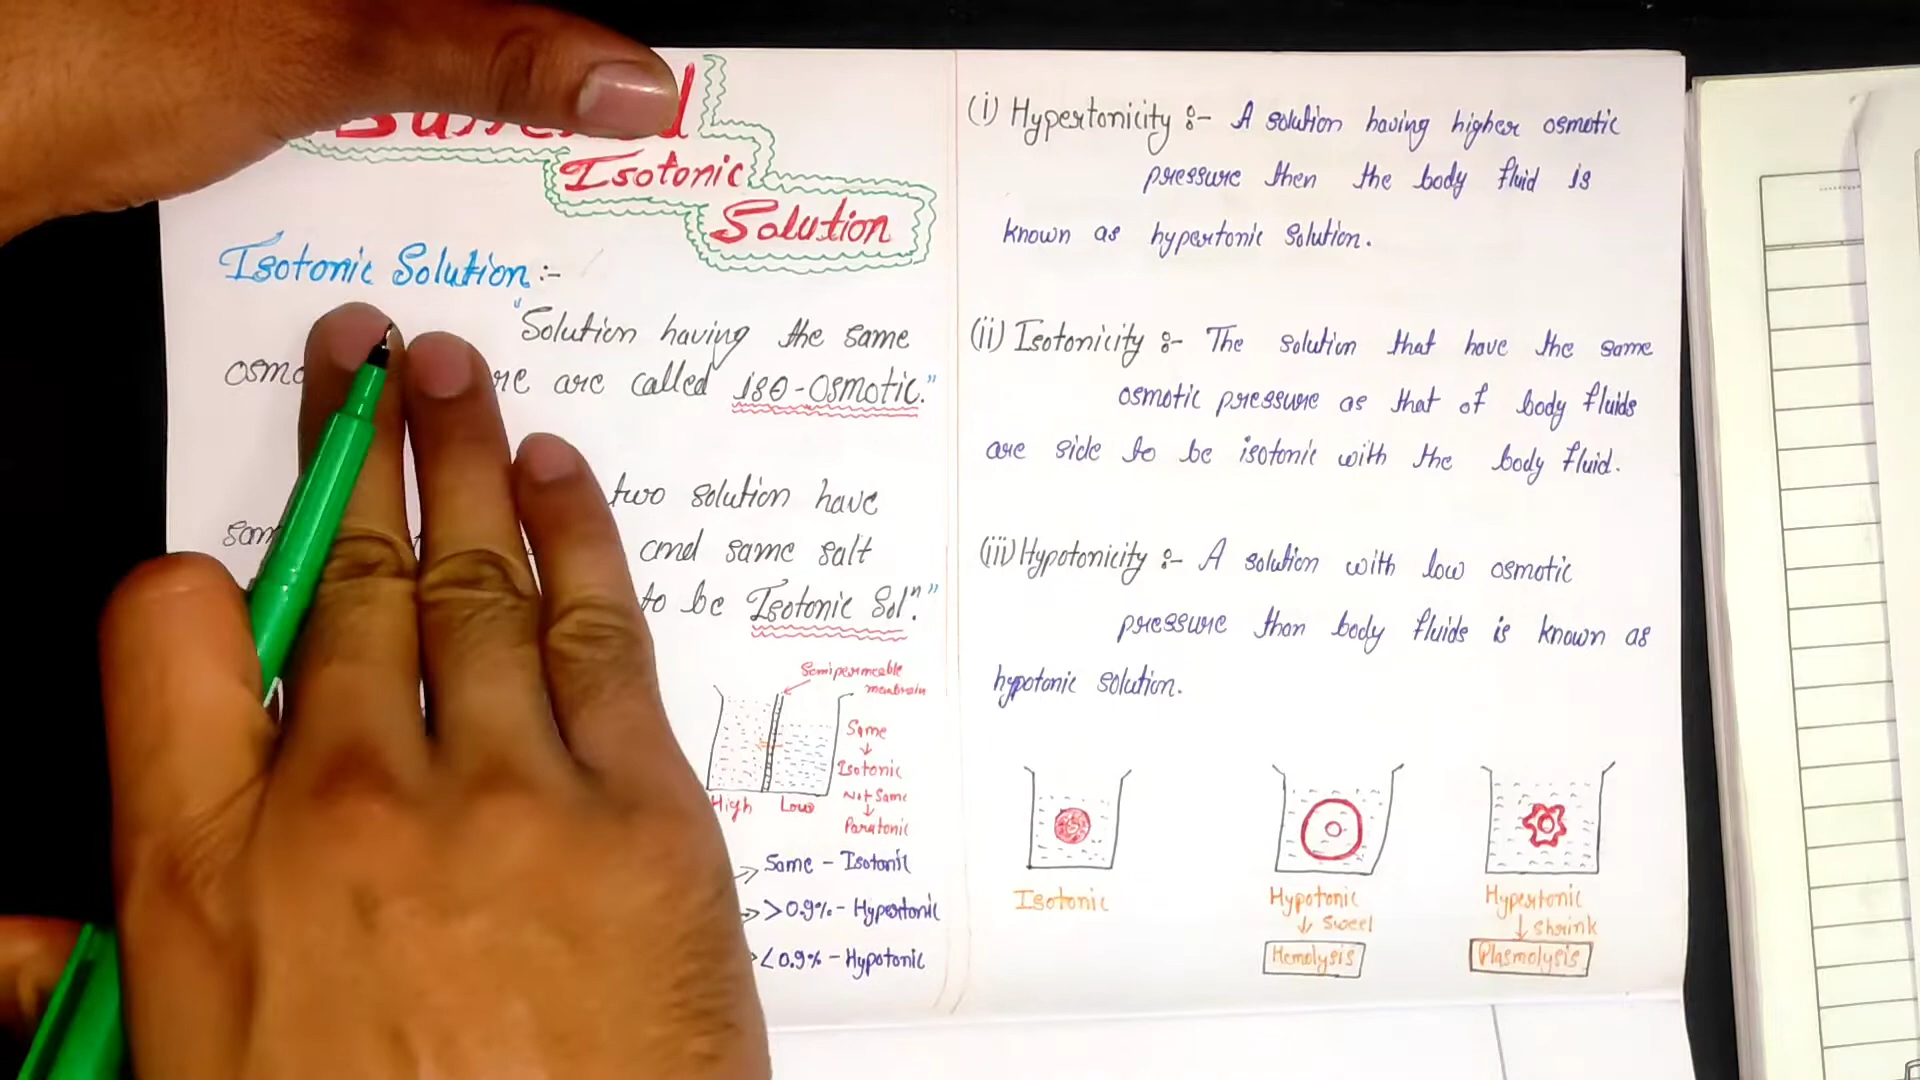 Isotonic
Solution
Isotonic Solution :-
"Solution having the same
are called iso-osmotic."
two solution have
and same salt
to be Isotonic Solⁿ."
Semipermeable
membrain
Same
↓
Isotonic
Not Same
↓
Paratonic
High Low
Same - Isotonic
>0.9% - Hypertonic
<0.9% - Hypotonic
(i) Hypertonicity :- A solution having higher osmotic
pressure then the body fluid is
known as hypertonic solution.
(ii) Isotonicity :- The solution that have the same
osmotic pressure as that of body fluids
are side to be isotonic with the body fluid.
(iii) Hypotonicity :- A solution with low osmotic
pressure than body fluids is known as
hypotonic solution.
Isotonic
Hypotonic
↓ Sweel
Hemolysis
Hypertonic
↓ Shrink
Plasmolysis